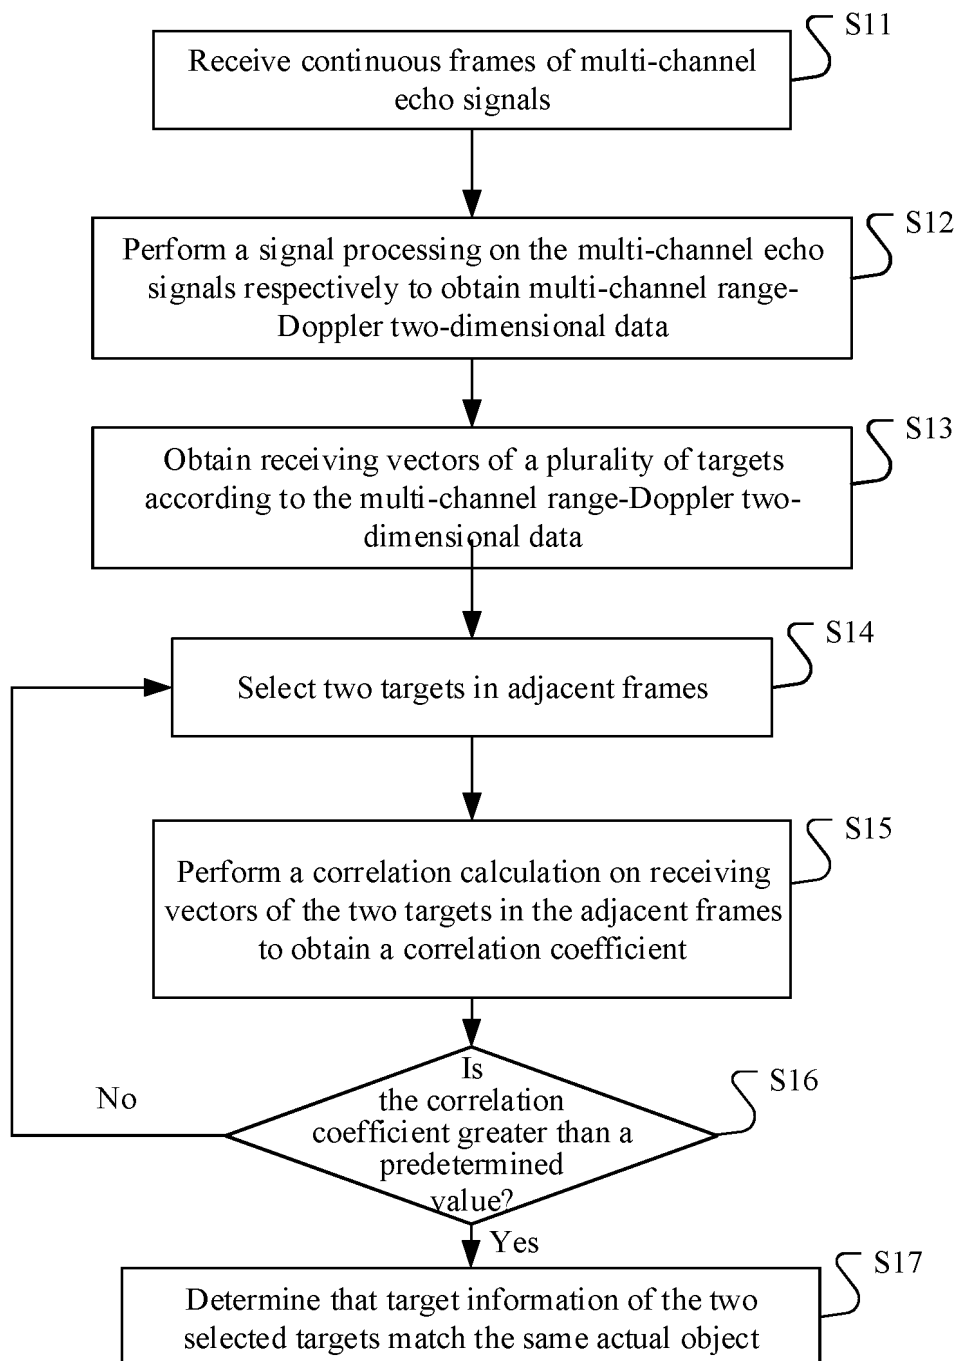 S11
Receive continuous frames of multi-channel
echo signals
S12
Perform a signal processing on the multi-channel echo
signals respectively to obtain multi-channel range-
Doppler two-dimensional data
S13
Obtain receiving vectors of a plurality of targets
according to the multi-channel range-Doppler two-
dimensional data
S14
Select two targets in adjacent frames
S15
Perform a correlation calculation on receiving
vectors of the two targets in the adjacent frames
to obtain a correlation coefficient
S16
Is
the correlation
coefficient greater than a
predetermined
value?
No
Yes
S17
Determine that target information of the two
selected targets match the same actual object